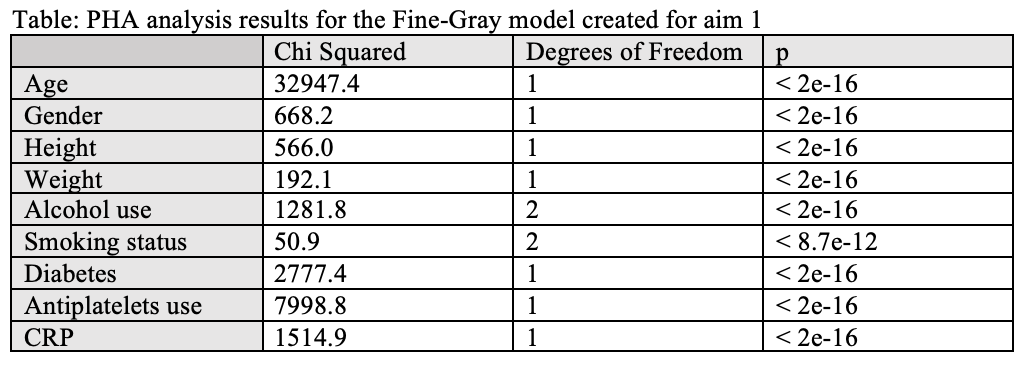 Table: PHA analysis results for the Fine-Gray model created for aim 1
Chi Squared Degrees of Freedom p
Age 32947.4 1 < 2e-16
Gender 668.2 1 < 2e-16
Height 566.0 1 < 2e-16
Weight 192.1 1 < 2e-16
Alcohol use 1281.8 2 < 2e-16
Smoking status 50.9 2 < 8.7e-12
Diabetes 2777.4 1 < 2e-16
Antiplatelets use 7998.8 1 < 2e-16
CRP 1514.9 1 < 2e-16